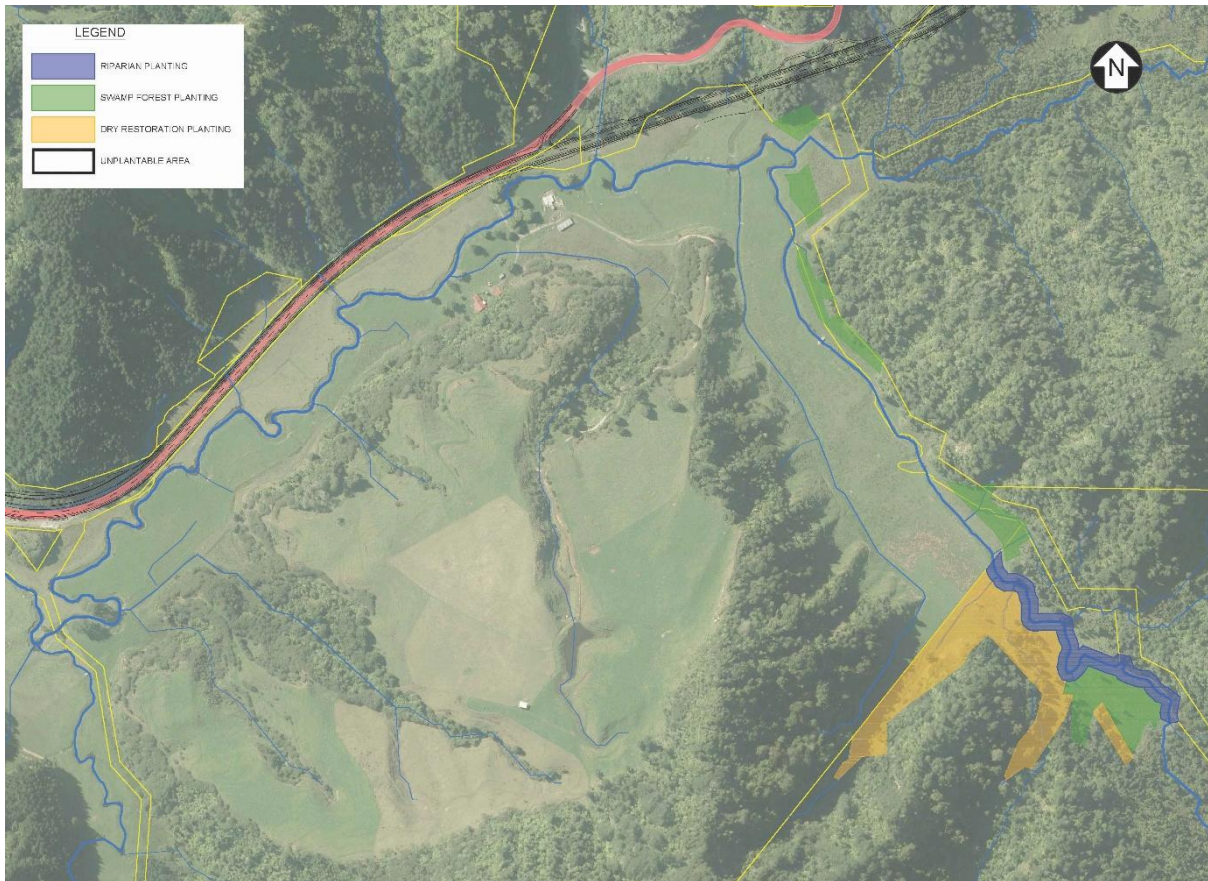 LEGEND
RIPARIAN PLANTING
SWAMP FOREST PLANTING
DRY RESTORATION PLANTING
UNPLANTABLE AREA
N